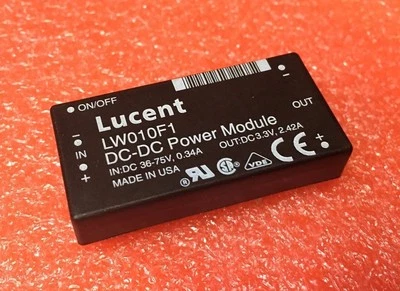 ON/OFF
Lucent
LW010F1
DC-DC Power Module
IN:DC 36-75V, 0.34A OUT:DC 3.3V, 2.42A
MADE IN USA
IN
OUT
VDE
CE